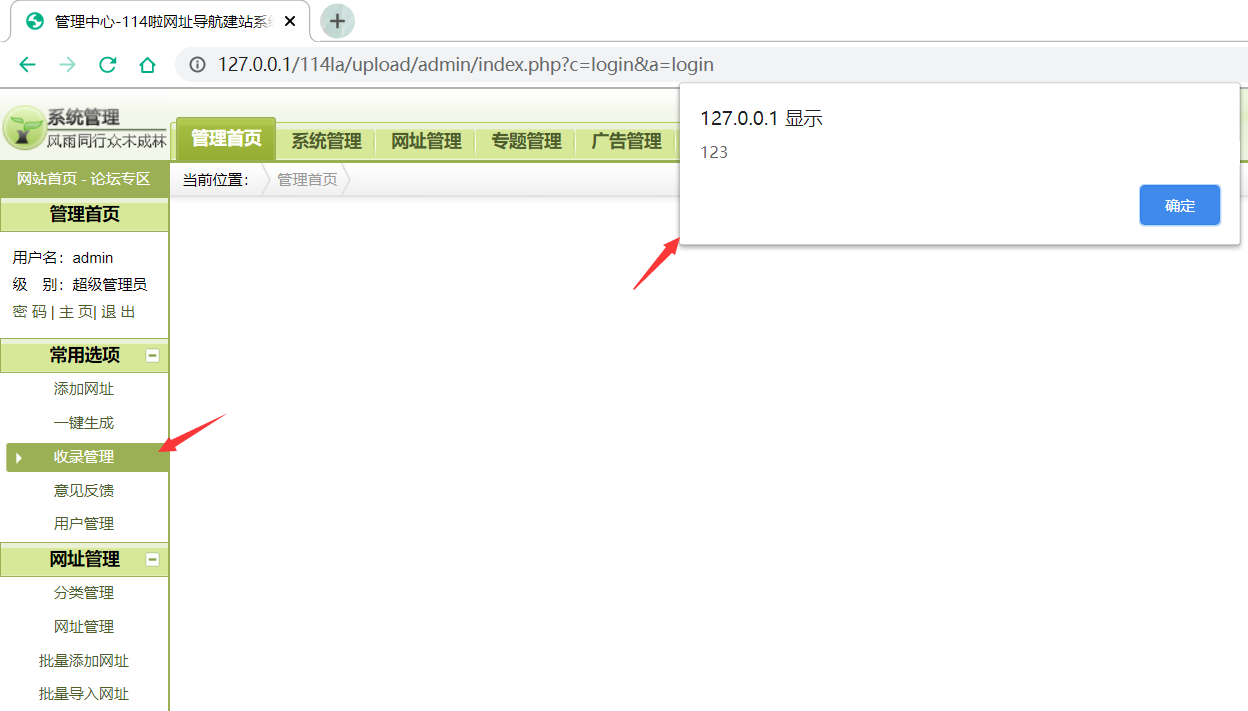 管理中心-114啦网址导航建站系统
127.0.0.1/114la/upload/admin/index.php?c=login&a=login
系统管理
风雨同行众木成林
管理首页 系统管理 网址管理 专题管理 广告管理
127.0.0.1 显示
123
确定
网站首页 - 论坛专区
当前位置： 管理首页
管理首页
用户名：admin
级 别：超级管理员
密 码 | 主 页| 退 出
常用选项
添加网址
一键生成
收录管理
意见反馈
用户管理
网址管理
分类管理
网址管理
批量添加网址
批量导入网址